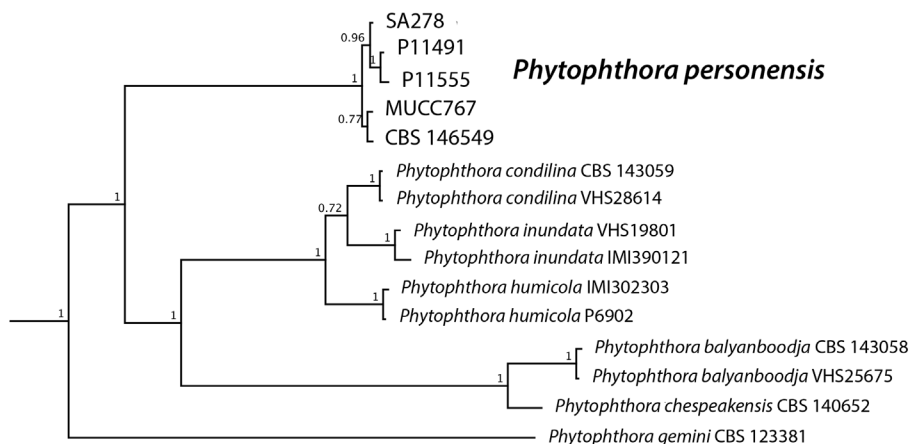 SA278
0.96
P11491
1
Phytophthora personensis
P11555
1
MUCC767
0.77
CBS 146549
Phytophthora condilina CBS 143059
1
Phytophthora condilina VHS28614
1
0.72
Phytophthora inundata VHS19801
1
Phytophthora inundata IMI390121
1
Phytophthora humicola IMI302303
1
Phytophthora humicola P6902
1
1
Phytophthora balyanboodja CBS 143058
1
Phytophthora balyanboodja VHS25675
1
Phytophthora chespeakensis CBS 140652
Phytophthora gemini CBS 123381